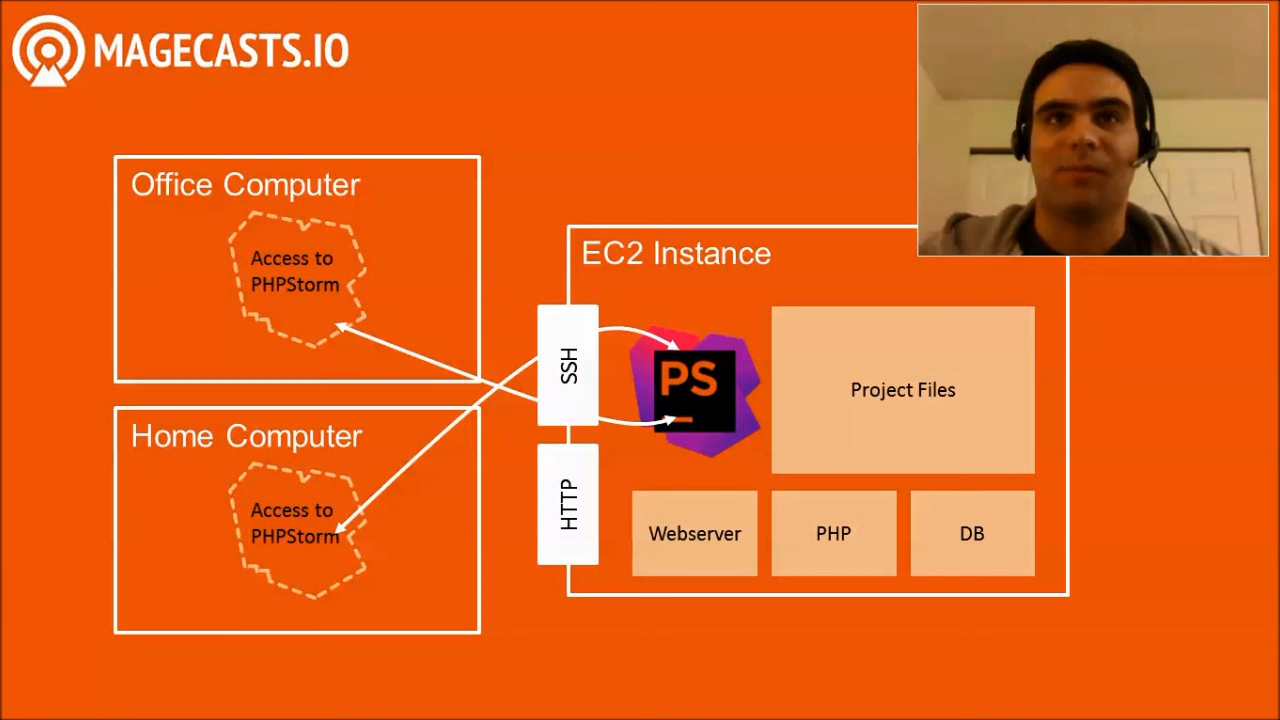 MAGECASTS.IO
Office Computer
Access to
PHPStorm
Home Computer
Access to
PHPStorm
EC2 Instance
SSH
HTTP
PS
Project Files
Webserver
PHP
DB